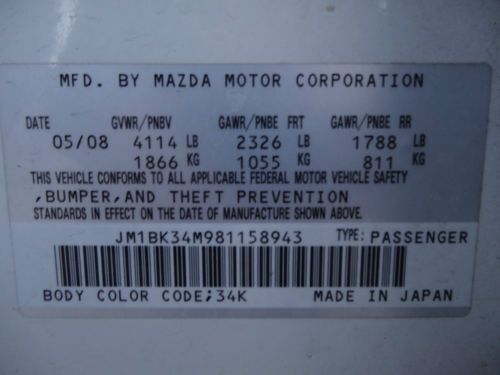 MFD. BY MAZDA MOTOR CORPORATION
DATE GVWR/PNBV GAWR/PNBE FRT GAWR/PNBE RR
05/08 4114 LB 2326 LB 1788 LB
1866 KG 1055 KG 811 KG
THIS VEHICLE CONFORMS TO ALL APPLICABLE FEDERAL MOTOR VEHICLE SAFETY
,BUMPER,AND THEFT PREVENTION
STANDARDS IN EFFECT ON THE DATE OF MANUFACTURE SHOWN ABOVE.
JM1BK34M981158943 TYPE: PASSENGER
BODY COLOR CODE;34K MADE IN JAPAN